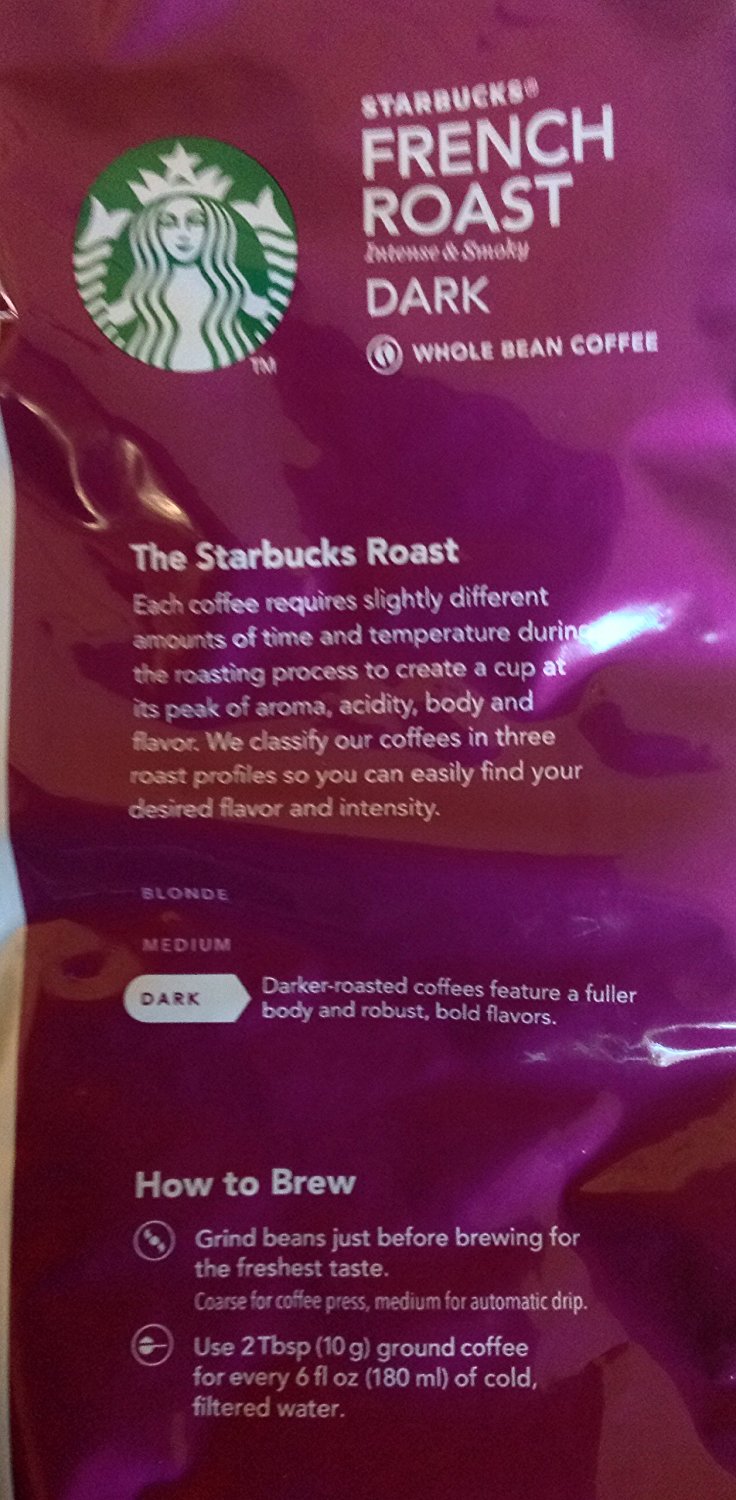 STARBUCKS®
FRENCH
ROAST
Intense & Smoky
DARK
WHOLE BEAN COFFEE
TM
The Starbucks Roast
Each coffee requires slightly different
amounts of time and temperature during
the roasting process to create a cup at
its peak of aroma, acidity, body and
flavor. We classify our coffees in three
roast profiles so you can easily find your
desired flavor and intensity.
BLONDE
MEDIUM
DARK
Darker-roasted coffees feature a fuller
body and robust, bold flavors.
How to Brew
Grind beans just before brewing for
the freshest taste.
Coarse for coffee press, medium for automatic drip.
Use 2 Tbsp (10 g) ground coffee
for every 6 fl oz (180 ml) of cold,
filtered water.